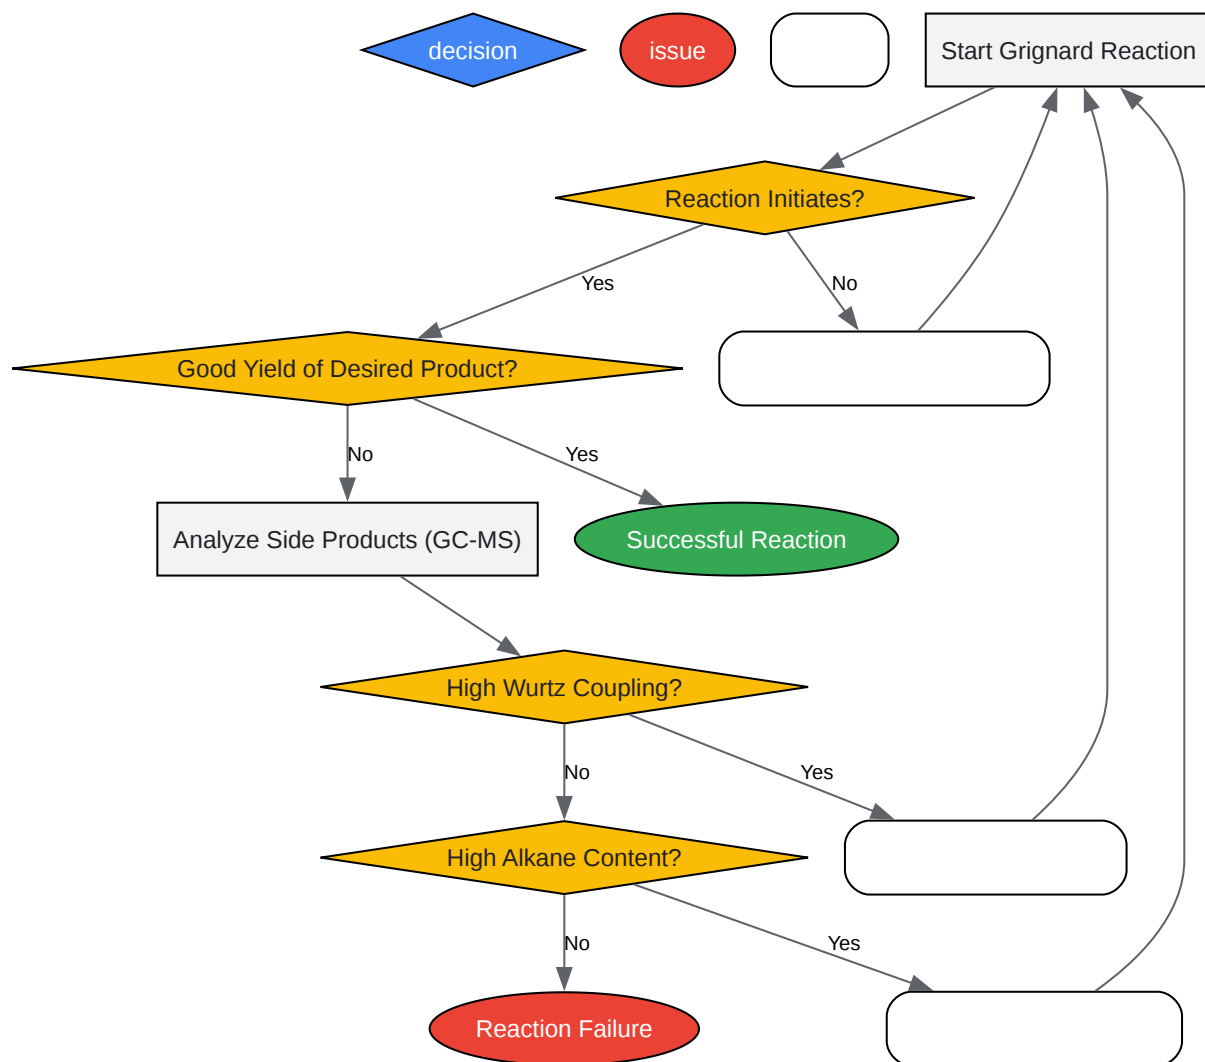 decision
issue
Start Grignard Reaction
Reaction Initiates?
Yes
No
Good Yield of Desired Product?
No
Yes
Analyze Side Products (GC-MS)
Successful Reaction
High Wurtz Coupling?
No
Yes
High Alkane Content?
No
Yes
Reaction Failure